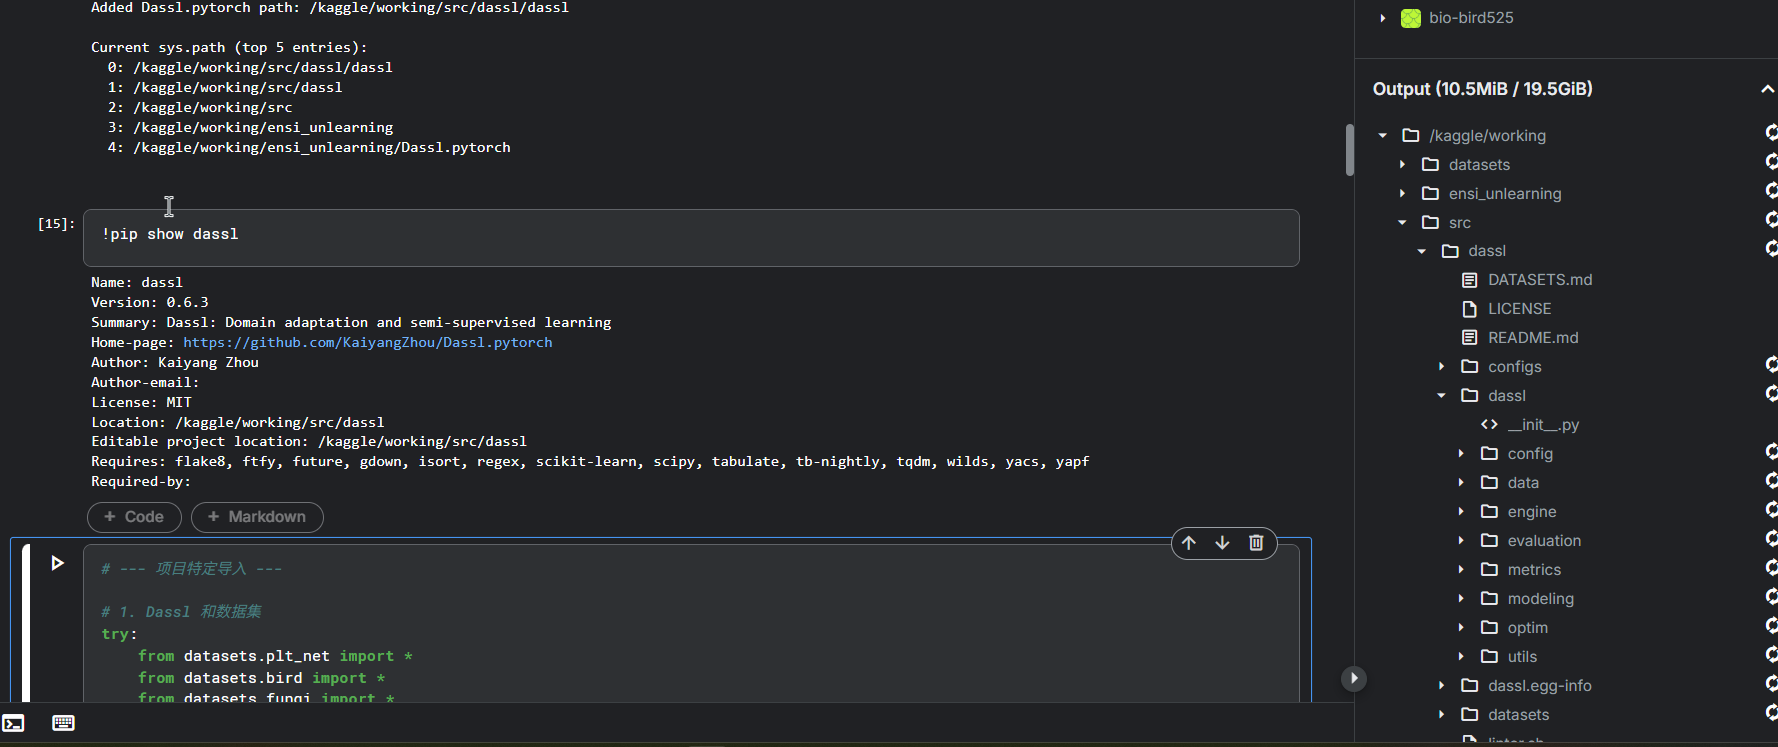 Added Dassl.pytorch path: /kaggle/working/src/dassl/dassl
Current sys.path (top 5 entries):
0: /kaggle/working/src/dassl/dassl
1: /kaggle/working/src/dassl
2: /kaggle/working/src
3: /kaggle/working/ensi_unlearning
4: /kaggle/working/ensi_unlearning/Dassl.pytorch
[15]:
!pip show dassl
Name: dassl
Version: 0.6.3
Summary: Dassl: Domain adaptation and semi-supervised learning
Home-page: https://github.com/KaiyangZhou/Dassl.pytorch
Author: Kaiyang Zhou
Author-email:
License: MIT
Location: /kaggle/working/src/dassl
Editable project location: /kaggle/working/src/dassl
Requires: flake8, ftfy, future, gdown, isort, regex, scikit-learn, scipy, tabulate, tb-nightly, tqdm, wilds, yacs, yapf
Required-by:
+ Code + Markdown
# --- 项目特定导入 ---
# 1. Dassl 和数据集
try:
from datasets.plt_net import *
from datasets.bird import *
from datasets.fungi import *
bio-bird525
Output (10.5MiB / 19.5GiB)
/kaggle/working
datasets
ensi_unlearning
src
dassl
DATASETS.md
LICENSE
README.md
configs
dassl
__init__.py
config
data
engine
evaluation
metrics
modeling
optim
utils
dassl.egg-info
datasets
linter.sh